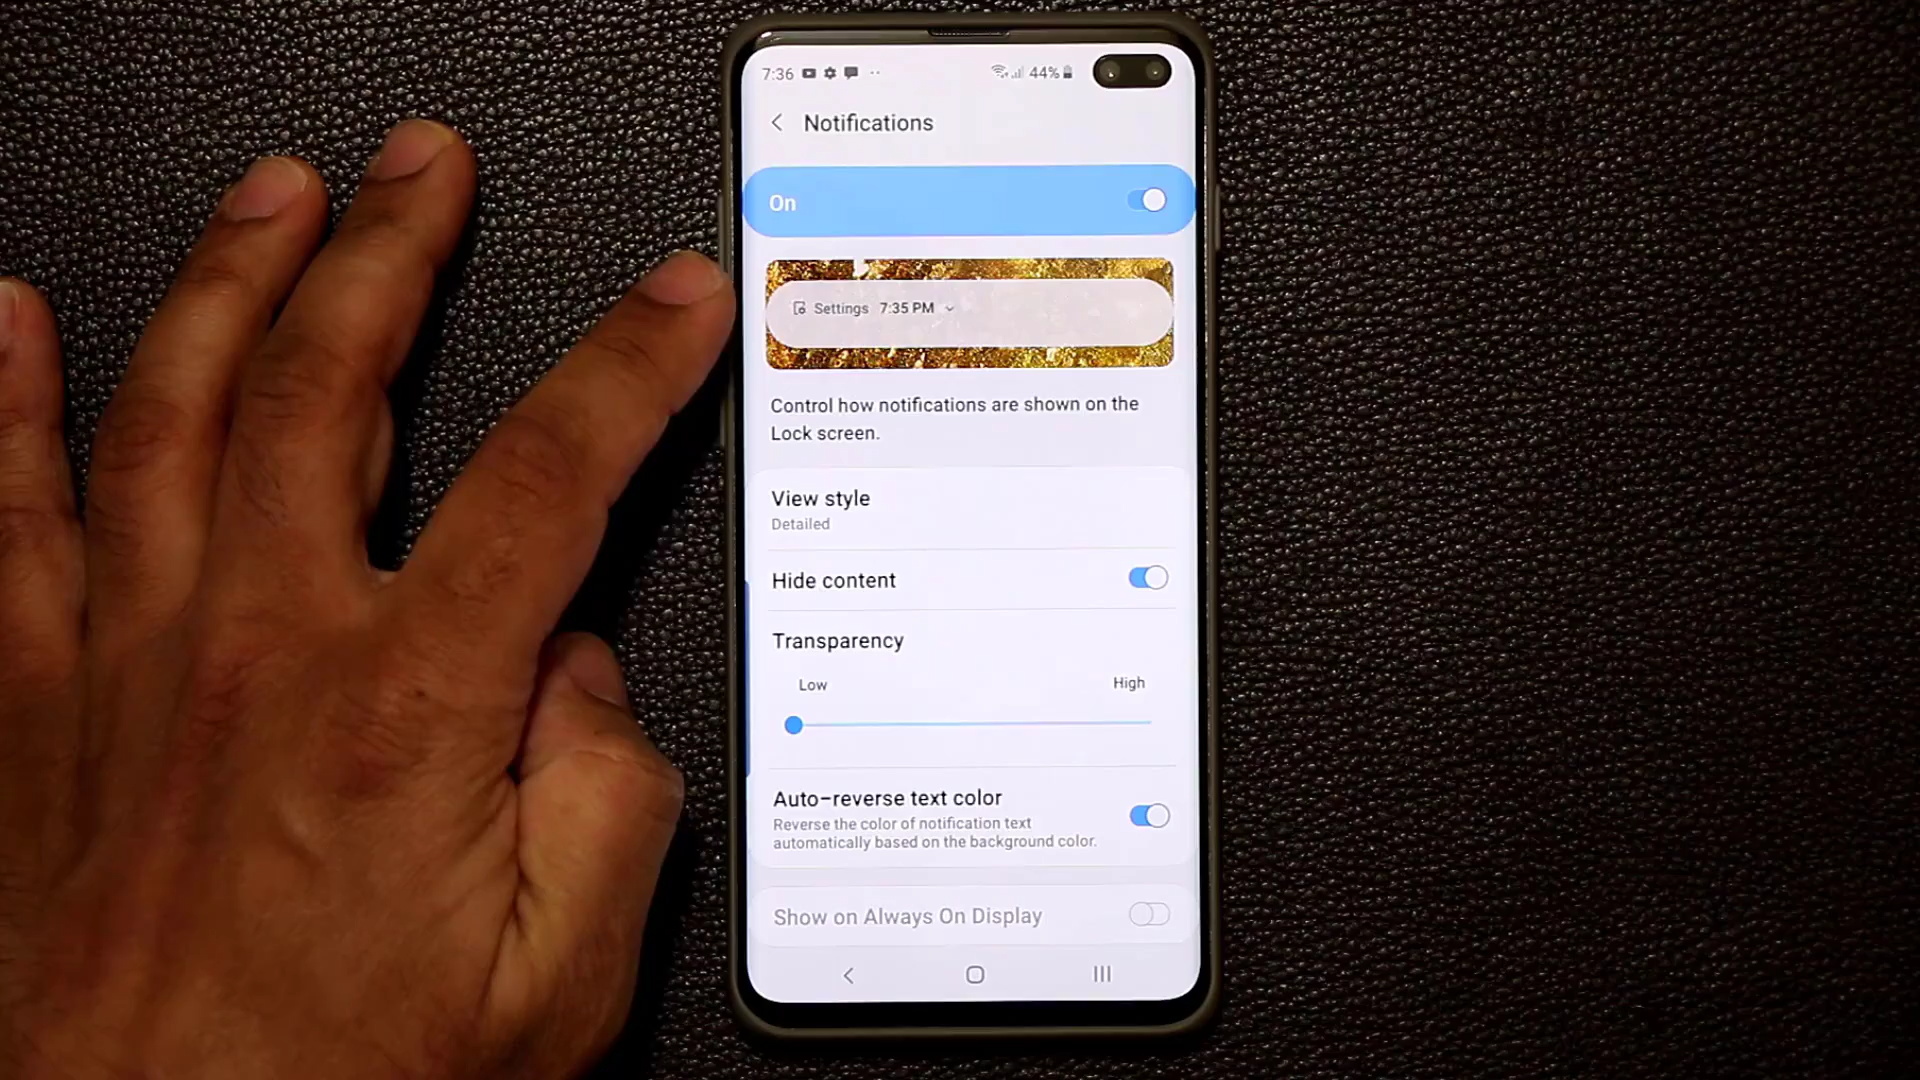 7:36
44%
Notifications
On
Settings 7:35 PM
Control how notifications are shown on the
Lock screen.
View style
Detailed
Hide content
Transparency
Low
High
Auto-reverse text color
Reverse the color of notification text
automatically based on the background color.
Show on Always On Display